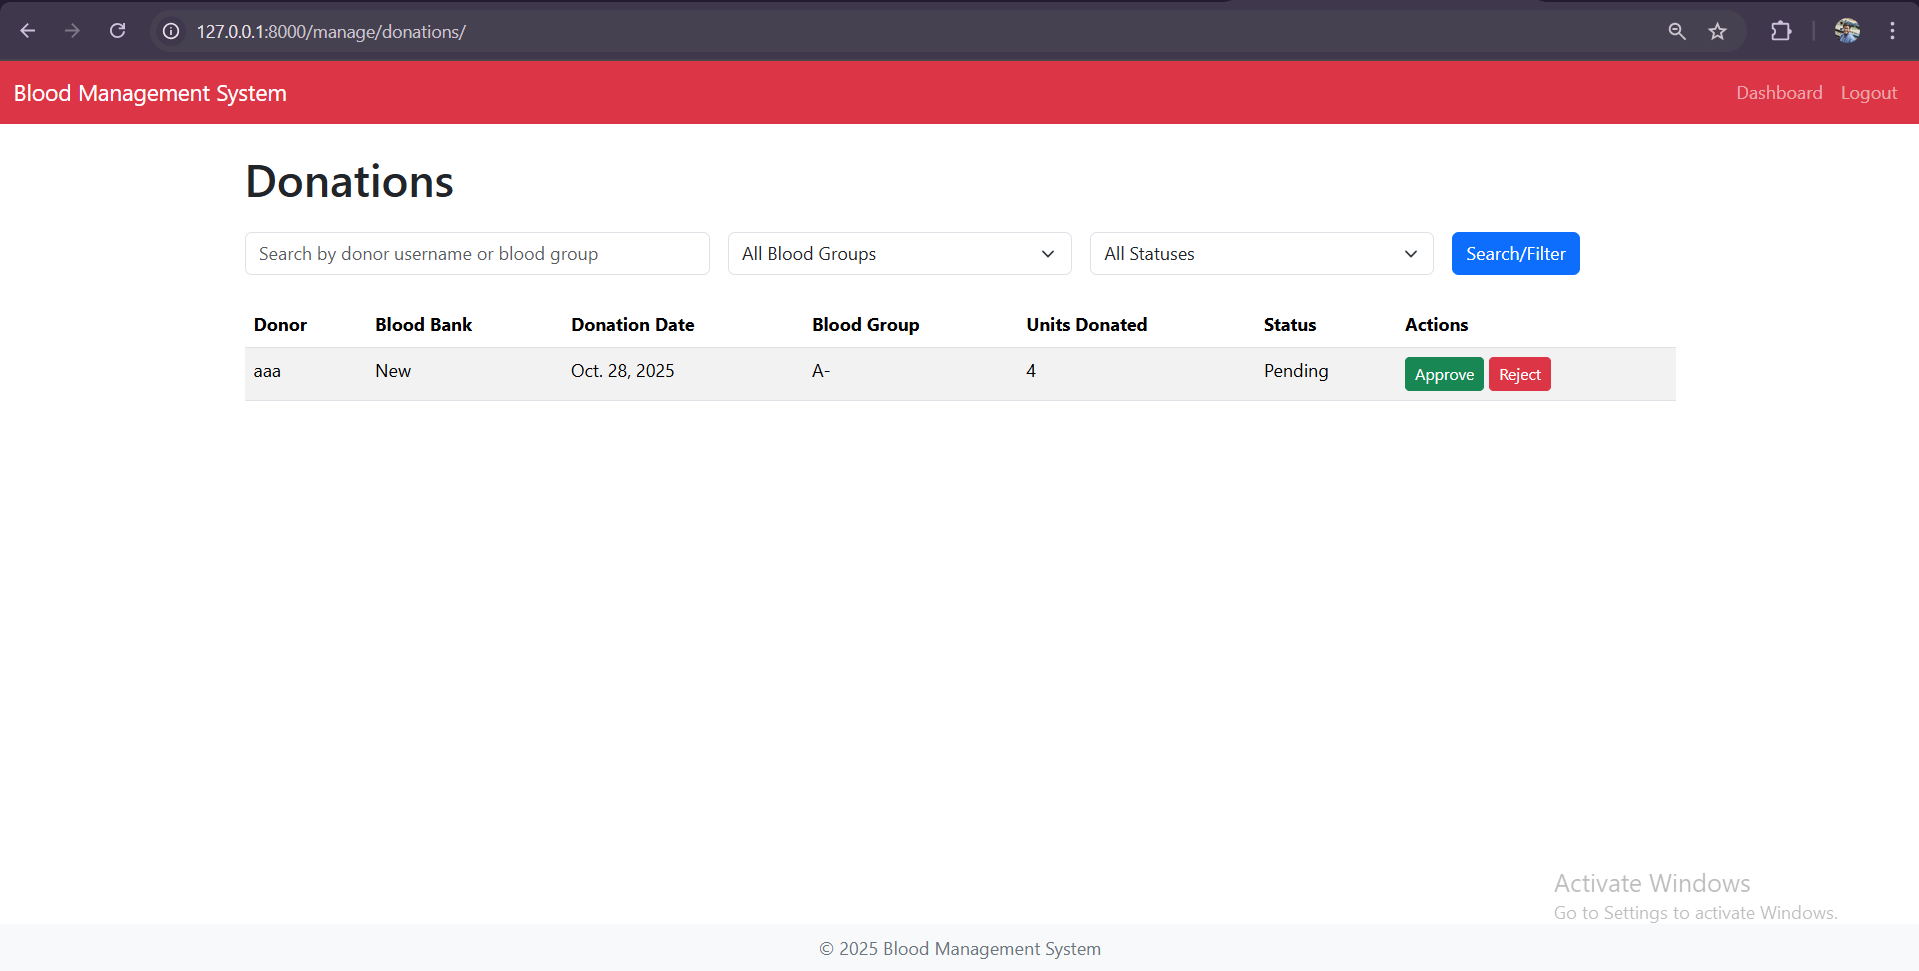 127.0.0.1:8000/manage/donations/
Blood Management System
Dashboard Logout
Donations
Search by donor username or blood group All Blood Groups All Statuses Search/Filter
Donor Blood Bank Donation Date Blood Group Units Donated Status Actions
aaa New Oct. 28, 2025 A- 4 Pending Approve Reject
Activate Windows
Go to Settings to activate Windows.
© 2025 Blood Management System